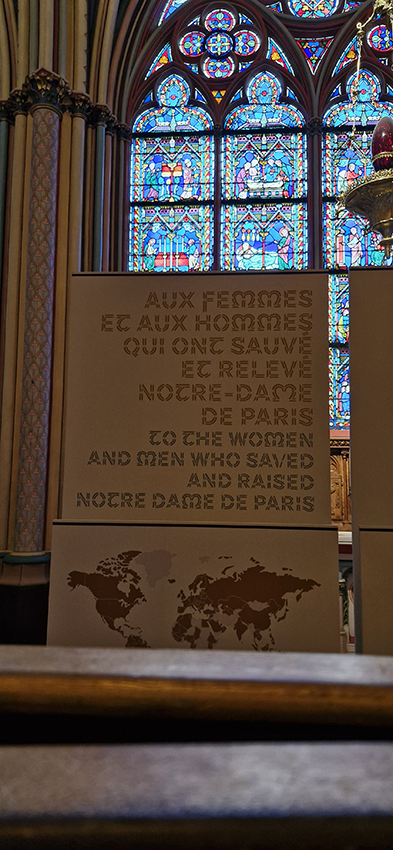 AUX FEMMES
ET AUX HOMMES
QUI ONT SAUVÉ
ET RELEVÉ
NOTRE-DAME
DE PARIS
TO THE WOMEN
AND MEN WHO SAVED
AND RAISED
NOTRE DAME DE PARIS